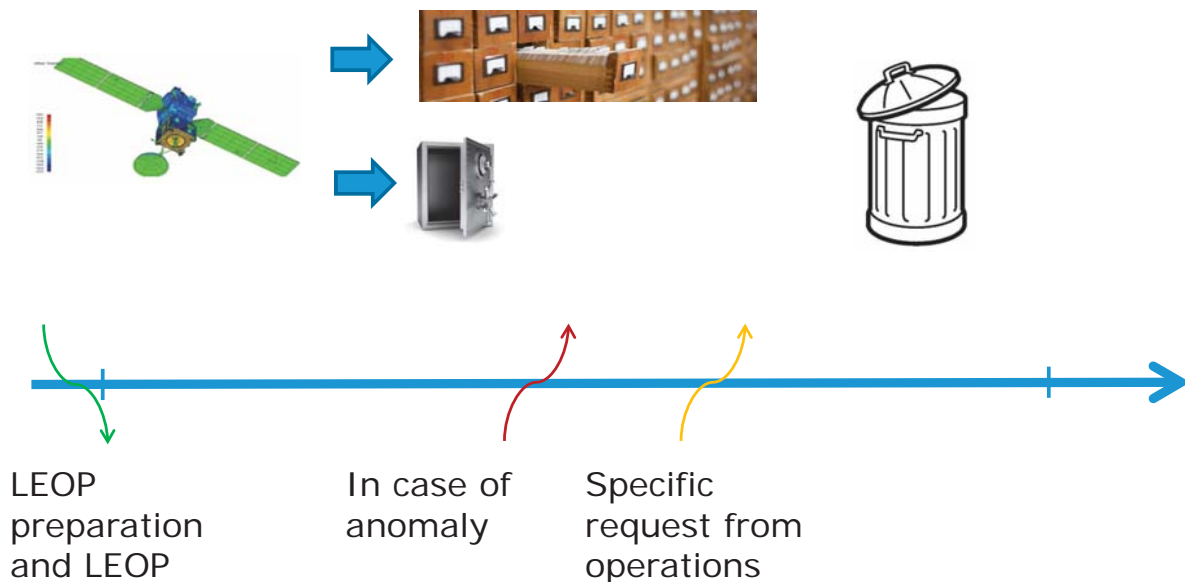 LEOP
preparation
and LEOP
In case of
anomaly
Specific
request from
operations